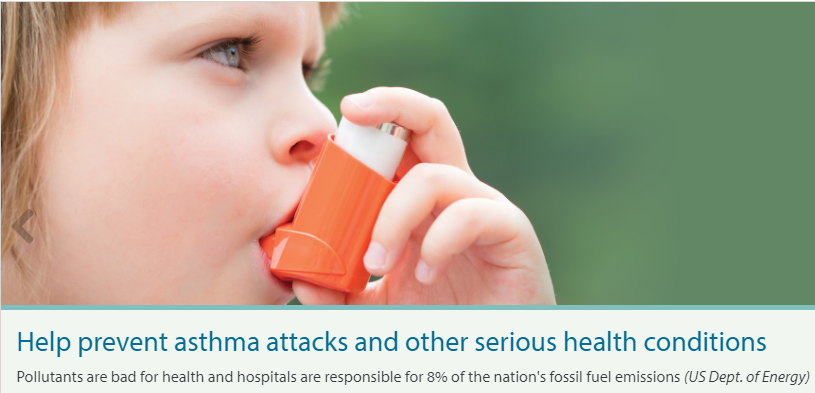 Help prevent asthma attacks and other serious health conditions
Pollutants are bad for health and hospitals are responsible for 8% of the nation's fossil fuel emissions (US Dept. of Energy)